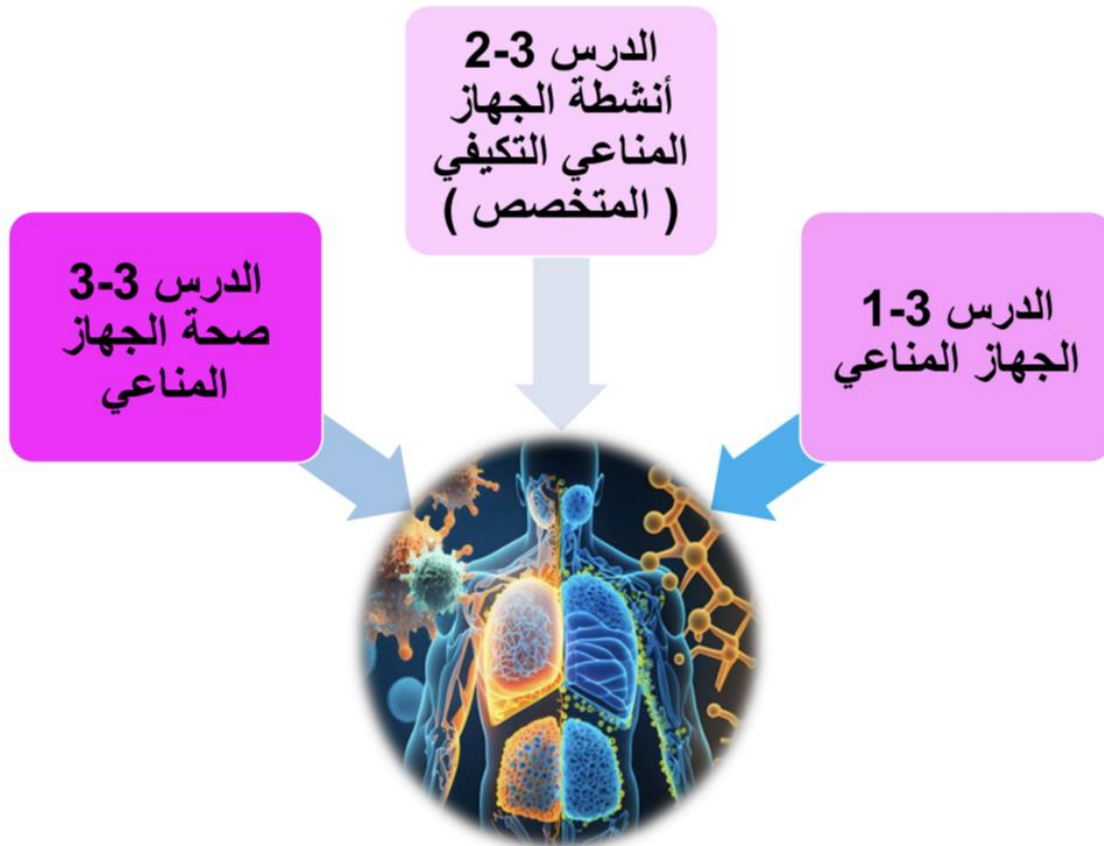 الدرس 3-1
الجهاز المناعي
الدرس 3-2
أنشطة الجهاز
المناعي التكيفي
( المتخصص )
الدرس 3-3
صحة الجهاز
المناعي